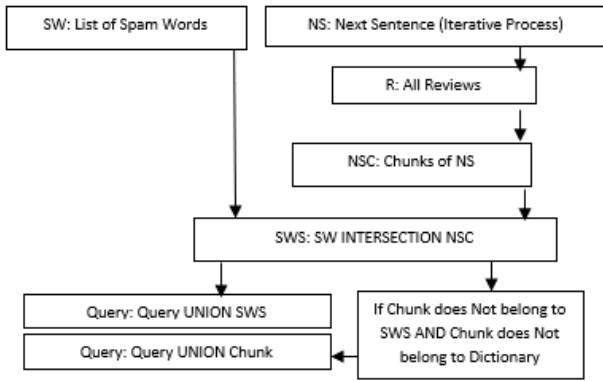 SW: List of Spam Words
NS: Next Sentence (Iterative Process)
R: All Reviews
NSC: Chunks of NS
SWS: SW INTERSECTION NSC
Query: Query UNION SWS
Query: Query UNION Chunk
If Chunk does Not belong to
SWS AND Chunk does Not
belong to Dictionary